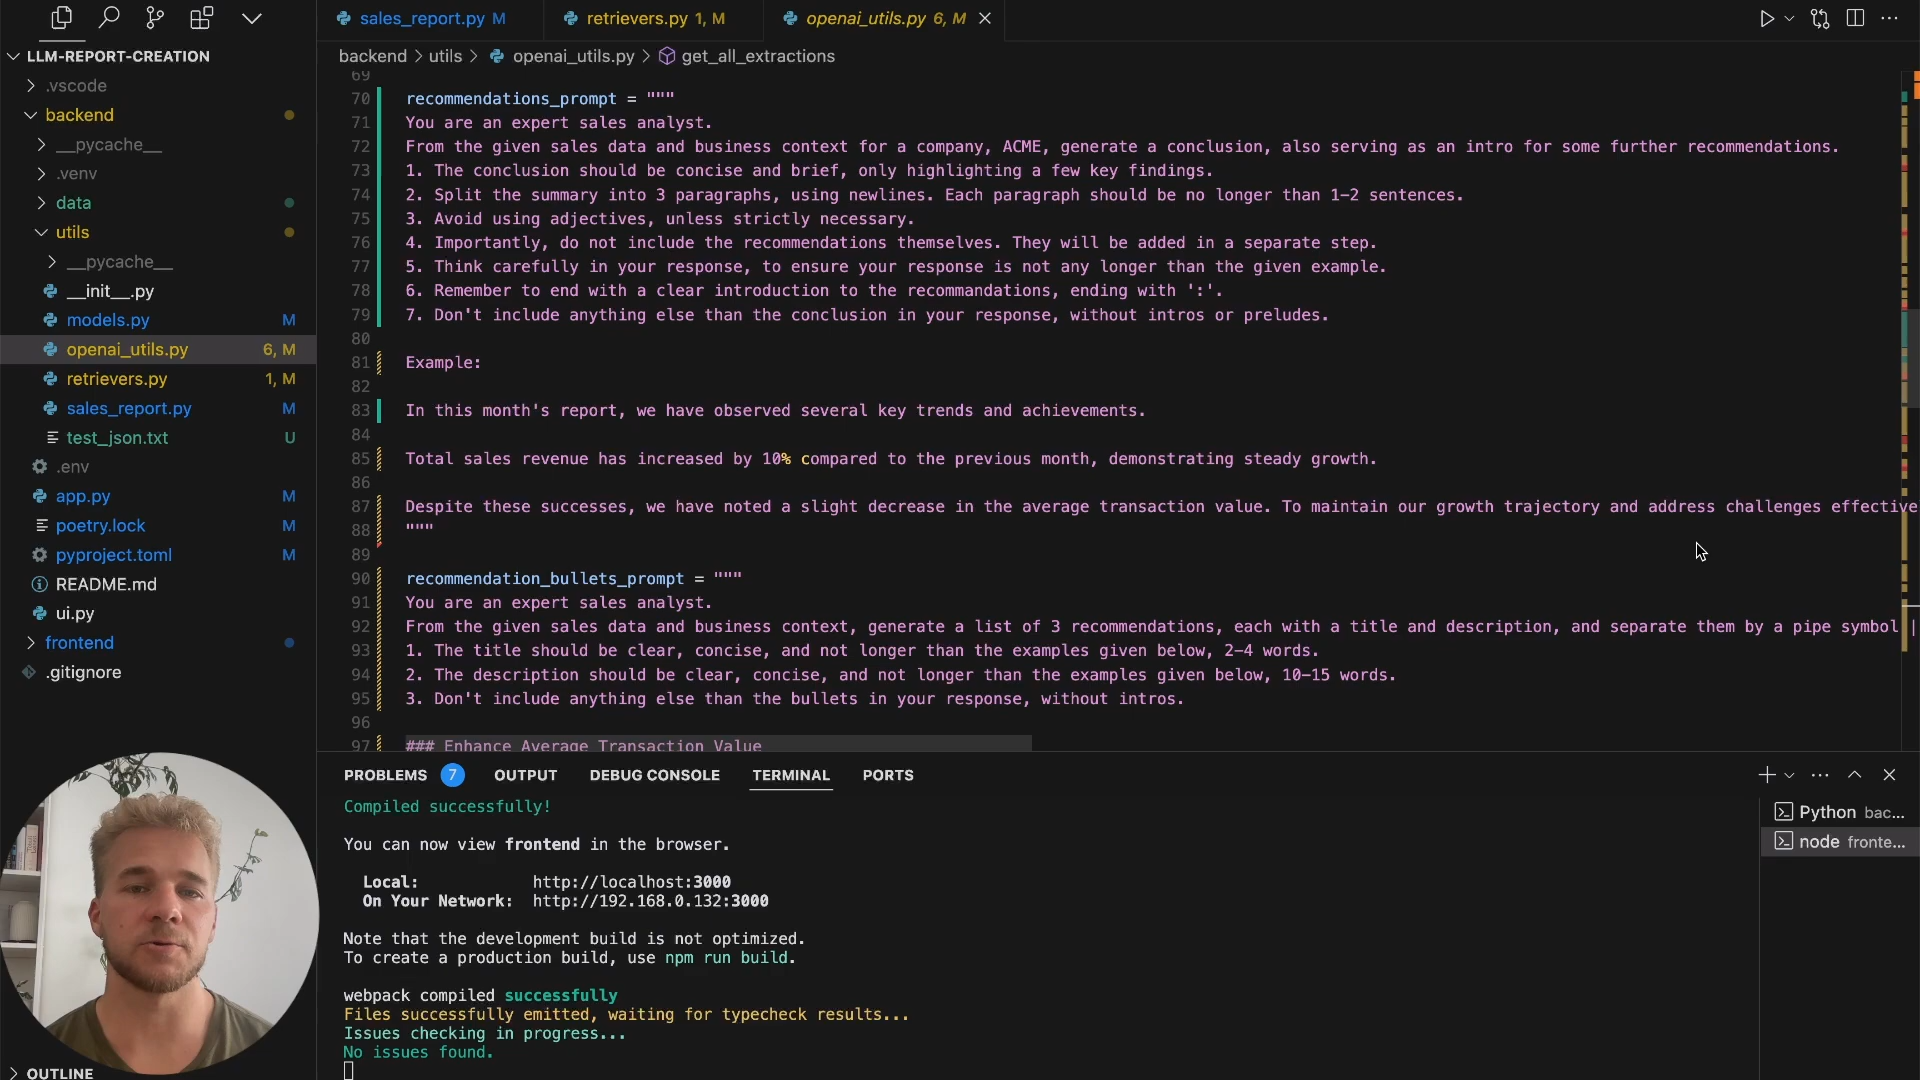 LLM-REPORT-CREATION
.vscode
backend
__pycache__
.venv
data
utils
__pycache__
__init__.py
models.py M
openai_utils.py 6, M
retrievers.py 1, M
sales_report.py M
test_json.txt U
.env
app.py M
poetry.lock M
pyproject.toml M
README.md
ui.py
frontend
.gitignore
OUTLINE
sales_report.py M
retrievers.py 1, M
openai_utils.py 6, M
backend > utils > openai_utils.py > get_all_extractions
69
70 recommendations_prompt = """
71 You are an expert sales analyst.
72 From the given sales data and business context for a company, ACME, generate a conclusion, also serving as an intro for some further recommendations.
73 1. The conclusion should be concise and brief, only highlighting a few key findings.
74 2. Split the summary into 3 paragraphs, using newlines. Each paragraph should be no longer than 1-2 sentences.
75 3. Avoid using adjectives, unless strictly necessary.
76 4. Importantly, do not include the recommendations themselves. They will be added in a separate step.
77 5. Think carefully in your response, to ensure your response is not any longer than the given example.
78 6. Remember to end with a clear introduction to the recommandations, ending with ':'.
79 7. Don't include anything else than the conclusion in your response, without intros or preludes.
80
81 Example:
82
83 In this month's report, we have observed several key trends and achievements.
84
85 Total sales revenue has increased by 10% compared to the previous month, demonstrating steady growth.
86
87 Despite these successes, we have noted a slight decrease in the average transaction value. To maintain our growth trajectory and address challenges effective
88 """
89
90 recommendation_bullets_prompt = """
91 You are an expert sales analyst.
92 From the given sales data and business context, generate a list of 3 recommendations, each with a title and description, and separate them by a pipe symbol |
93 1. The title should be clear, concise, and not longer than the examples given below, 2-4 words.
94 2. The description should be clear, concise, and not longer than the examples given below, 10-15 words.
95 3. Don't include anything else than the bullets in your response, without intros.
96
97 ### Enhance Average Transaction Value
PROBLEMS 7 OUTPUT DEBUG CONSOLE TERMINAL PORTS
Compiled successfully!
You can now view frontend in the browser.
Local: http://localhost:3000
On Your Network: http://192.168.0.132:3000
Note that the development build is not optimized.
To create a production build, use npm run build.
webpack compiled successfully
Files successfully emitted, waiting for typecheck results...
Issues checking in progress...
No issues found.
Python bac...
node fronte...